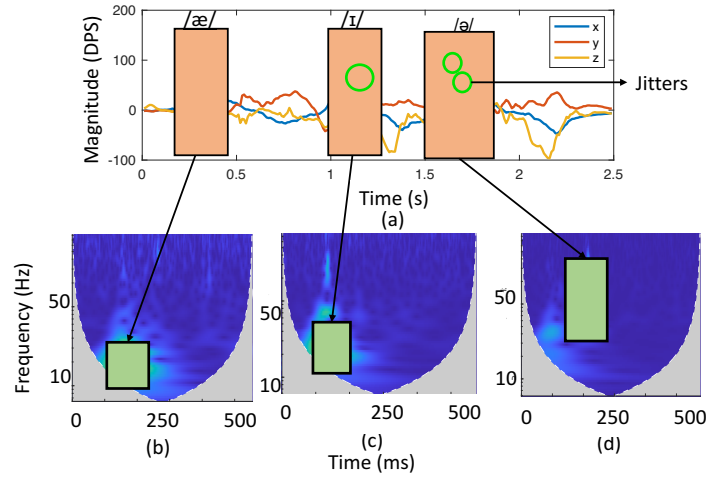 /æ/ /ɪ/ /ə/
200
100
0
-100
Magnitude (DPS)
x
y
z
Jitters
0 0.5 1 1.5 2 2.5
Time (s)
(a)
Frequency (Hz)
50
10
50
10
50
10
0 250 500
0 250 500
0 250 500
(b)
(c)
(d)
Time (ms)